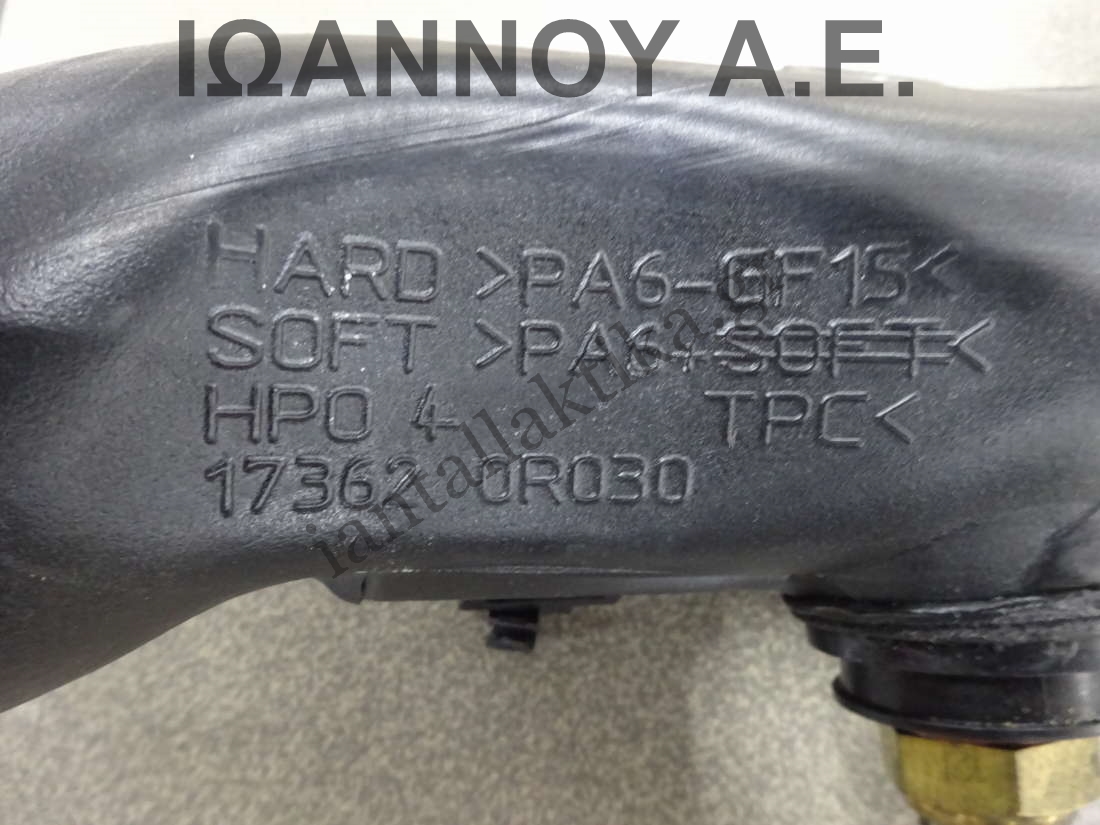 ΙΩΑΝΝΟΥ Α.Ε.
HARD >PA6-GF15<
SOFT >PA6+SOFT<
HPO 4 TPC<
17362 0R030
iantallaktika.gr